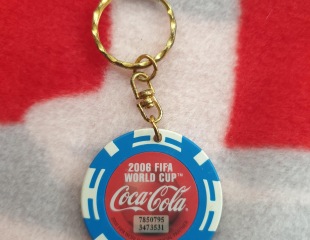 2006 FIFA
WORLD CUP™
Coca-Cola
7850795
3473531